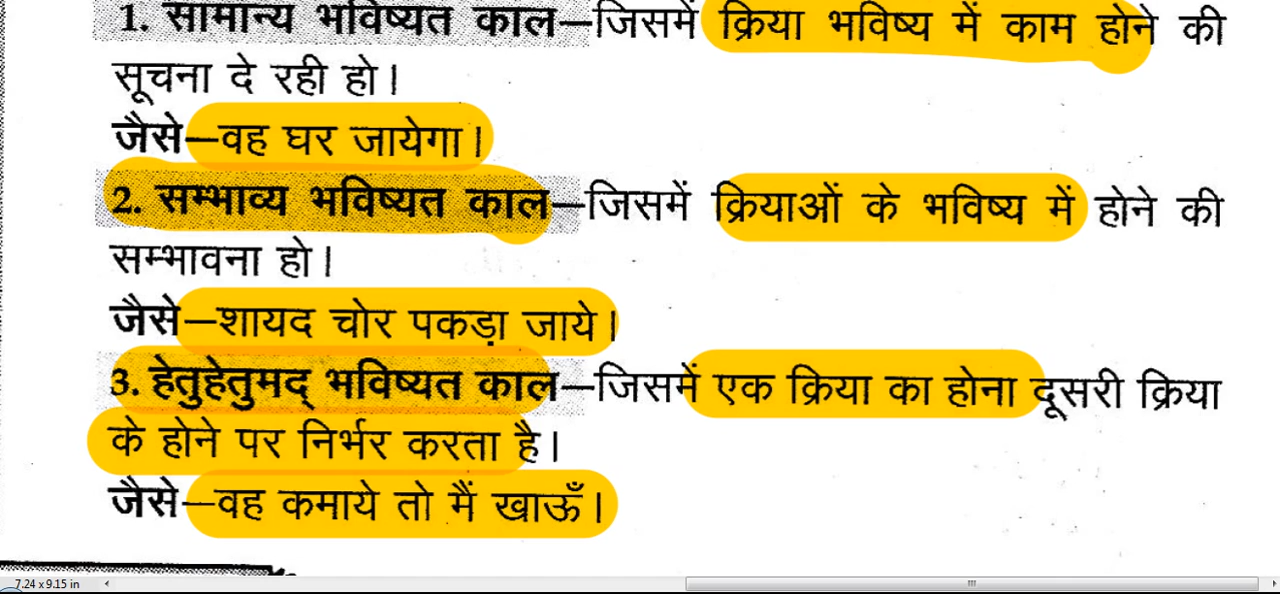 1. सामान्य भविष्यत काल—जिसमें क्रिया भविष्य में काम होने की
सूचना दे रही हो।
जैसे—वह घर जायेगा।
2. सम्भाव्य भविष्यत काल—जिसमें क्रियाओं के भविष्य में होने की
सम्भावना हो।
जैसे—शायद चोर पकड़ा जाये।
3. हेतुहेतुमद् भविष्यत काल—जिसमें एक क्रिया का होना दूसरी क्रिया
के होने पर निर्भर करता है।
जैसे—वह कमाये तो मैं खाऊँ।
7.24 x 9.15 in